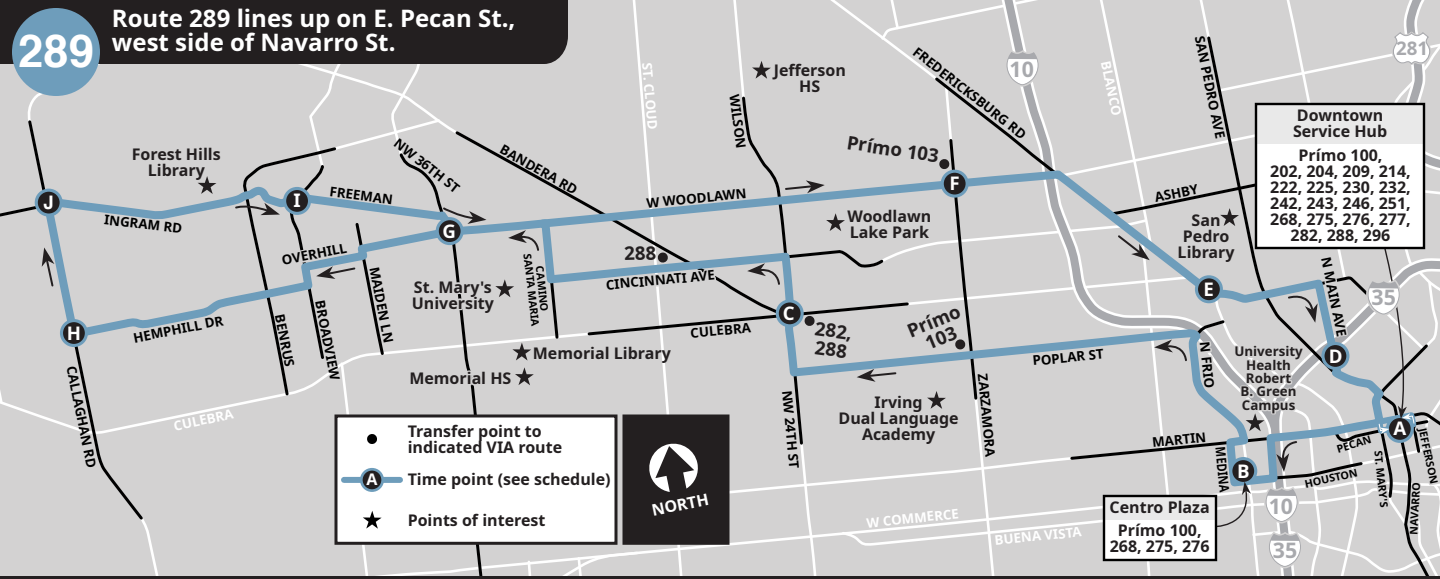 289
Route 289 lines up on E. Pecan St.,
west side of Navarro St.
Jefferson
HS
ST. CLOUD
WILSON
FREDERICKSBURG RD
10
BLANCO
SAN PEDRO AVE
281
Downtown
Service Hub
Prímo 100,
202, 204, 209, 214,
222, 225, 230, 232,
242, 243, 246, 251,
268, 275, 276, 277,
282, 288, 296
Forest Hills
Library
NW 36TH ST
BANDERA RD
Prímo 103
F
ASHBY
J
INGRAM RD
I
FREEMAN
W WOODLAWN
Woodlawn
Lake Park
San
Pedro
Library
G
OVERHILL
288
CINCINNATI AVE
CAMINO
SANTA MARIA
St. Mary's
University
MAIDEN LN
E
N MAIN AVE
35
H
HEMPHILL DR
BENRUS
BROADVIEW
C
CULEBRA
282,
288
Prímo
103
POPLAR ST
N FRIO
D
Memorial Library
Memorial HS
University
Health
Robert
B. Green
Campus
CALLAGHAN RD
CULEBRA
NW 24TH ST
Irving
Dual Language
Academy
ZARZAMORA
MARTIN
MEDINA
B
PECAN
A
JEFFERSON
HOUSTON
ST. MARY'S
NAVARRO
Transfer point to
indicated VIA route
A
Time point (see schedule)
Points of interest
NORTH
W COMMERCE
BUENA VISTA
Centro Plaza
Prímo 100,
268, 275, 276
10
35